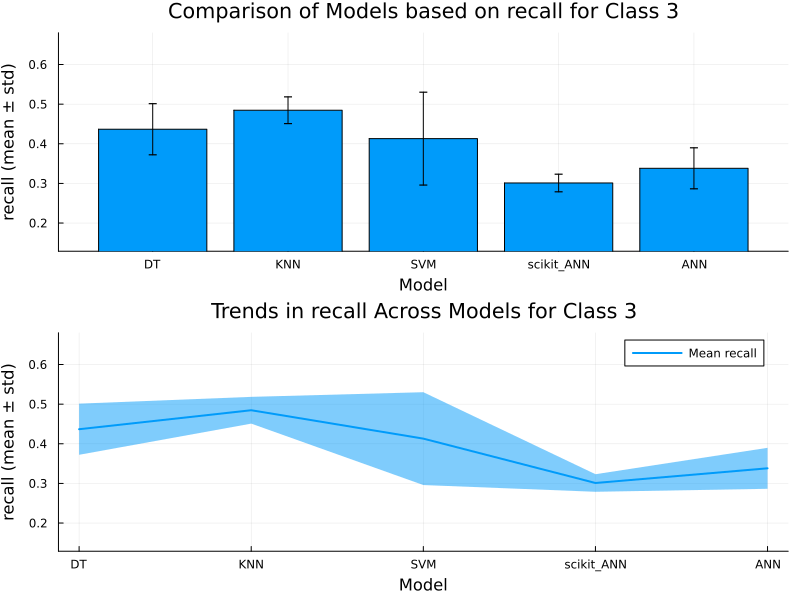 Comparison of Models based on recall for Class 3
recall (mean ± std)
0.6
0.5
0.4
0.3
0.2
DT KNN SVM scikit_ANN ANN
Model
Trends in recall Across Models for Class 3
recall (mean ± std)
Mean recall
0.6
0.5
0.4
0.3
0.2
DT KNN SVM scikit_ANN ANN
Model